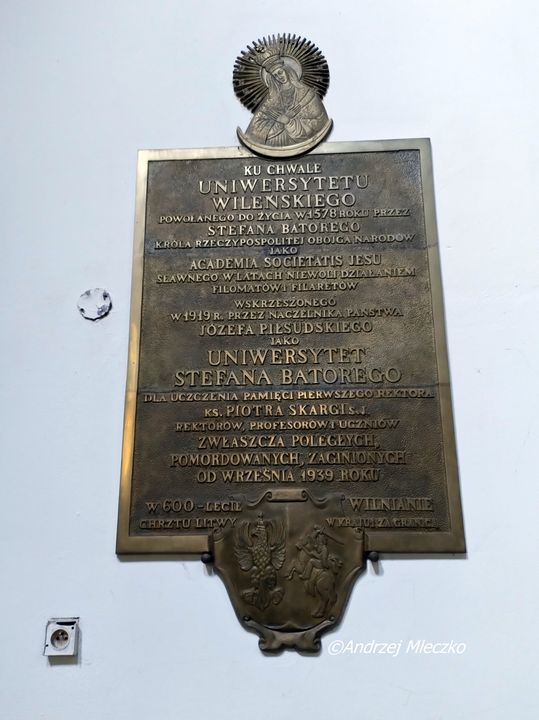 KU CHWALE
UNIWERSYTETU
WILEŃSKIEGO
POWOŁANEGO DO ŻYCIA W 1578 ROKU PRZEZ
STEFANA BATOREGO
KRÓLA RZECZYPOSPOLITEJ OBOJGA NARODÓW
JAKO
ACADEMIA SOCIETATIS JESU
SŁAWNEGO W LATACH NIEWOLI DZIAŁANIEM
FILOMATÓW I FILARETÓW
WSKRZESZONEGO
W 1919 R. PRZEZ NACZELNIKA PAŃSTWA
JÓZEFA PIŁSUDSKIEGO
JAKO
UNIWERSYTET
STEFANA BATOREGO
DLA UCZCZENIA PAMIĘCI PIERWSZEGO REKTORA
KS. PIOTRA SKARGI S.J.
REKTORÓW, PROFESORÓW I UCZNIÓW
ZWŁASZCZA POLEGŁYCH,
POMORDOWANYCH, ZAGINIONYCH
OD WRZEŚNIA 1939 ROKU
W 600-LECIE
CHRZTU LITWY
WILNIANIE
W KRAJU I ZA GRANICĄ
©Andrzej Mleczko